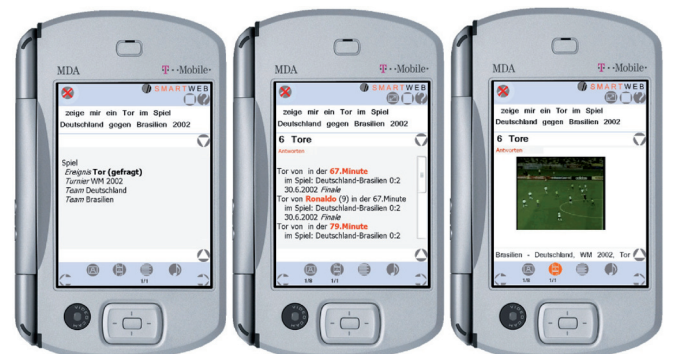 MDA T··Mobile·
SMARTWEB
zeige mir ein Tor im Spiel
Deutschland gegen Brasilien 2002
Spiel
Ereignis Tor (gefragt)
Turnier WM 2002
Team Deutschland
Team Brasilien
1/1
MDA T··Mobile·
SMARTWEB
zeige mir ein Tor im Spiel
Deutschland gegen Brasilien 2002
6 Tore
Antworten
Tor von in der 67.Minute
im Spiel: Deutschland-Brasilien 0:2
30.6.2002 Finale
Tor von Ronaldo (9) in der 67.Minute
im Spiel: Deutschland-Brasilien 0:2
30.6.2002 Finale
Tor von in der 79.Minute
im Spiel: Deutschland-Brasilien 0:2
1/8 1/1
MDA T··Mobile·
SMARTWEB
zeige mir ein Tor im Spiel
Deutschland gegen Brasilien 2002
6 Tore
Antworten
Brasilien - Deutschland, WM 2002, Tor
1/8 1/1